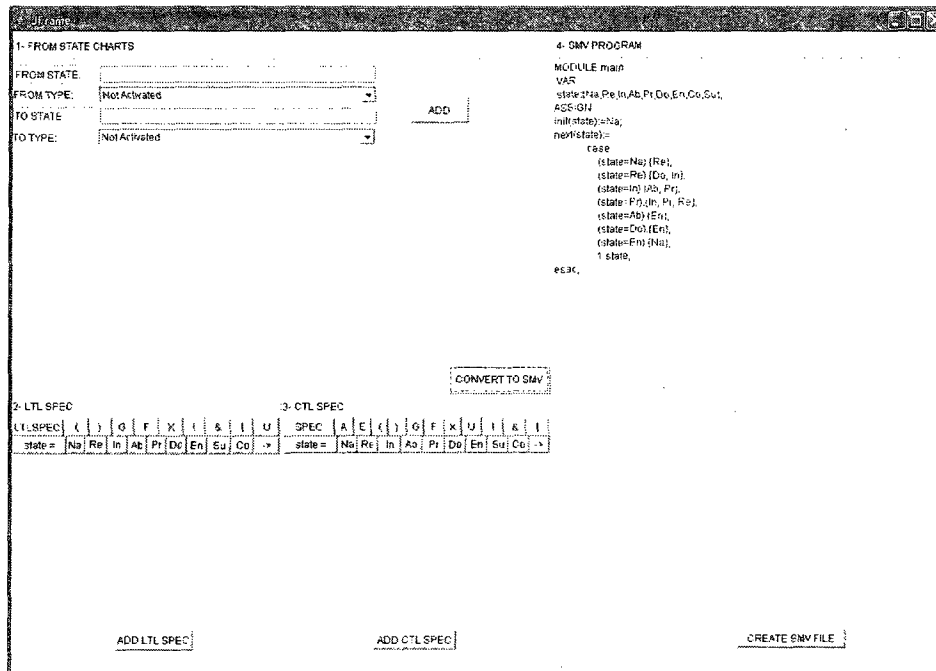 JFrame
1- FROM STATE CHARTS
FROM STATE:
FROM TYPE: Not Activated
TO STATE
TO TYPE: Not Activated
ADD
CONVERT TO SMV
2- LTL SPEC
LTLSPEC ( ) G F X ! & | U
state = Na Re In Ab Pr Do En Su Co ->
ADD LTL SPEC
3- CTL SPEC
SPEC A E ( ) G F X U ! & |
state = Na Re In Ab Pr Do En Su Co ->
ADD CTL SPEC
4- SMV PROGRAM
MODULE main
VAR
state:Na,Re,In,Ab,Pr,Do,En,Co,Sut,
ASSIGN
init(state):=Na;
next(state):=
case
(state=Na):{Re};
(state=Re):{Do, In};
(state=In):{Ab, Pr};
(state=Pr):{In, Pr, Re};
(state=Ab):{En};
(state=Do):{En};
(state=En):{Na};
1:state;
esac;
CREATE SMV FILE